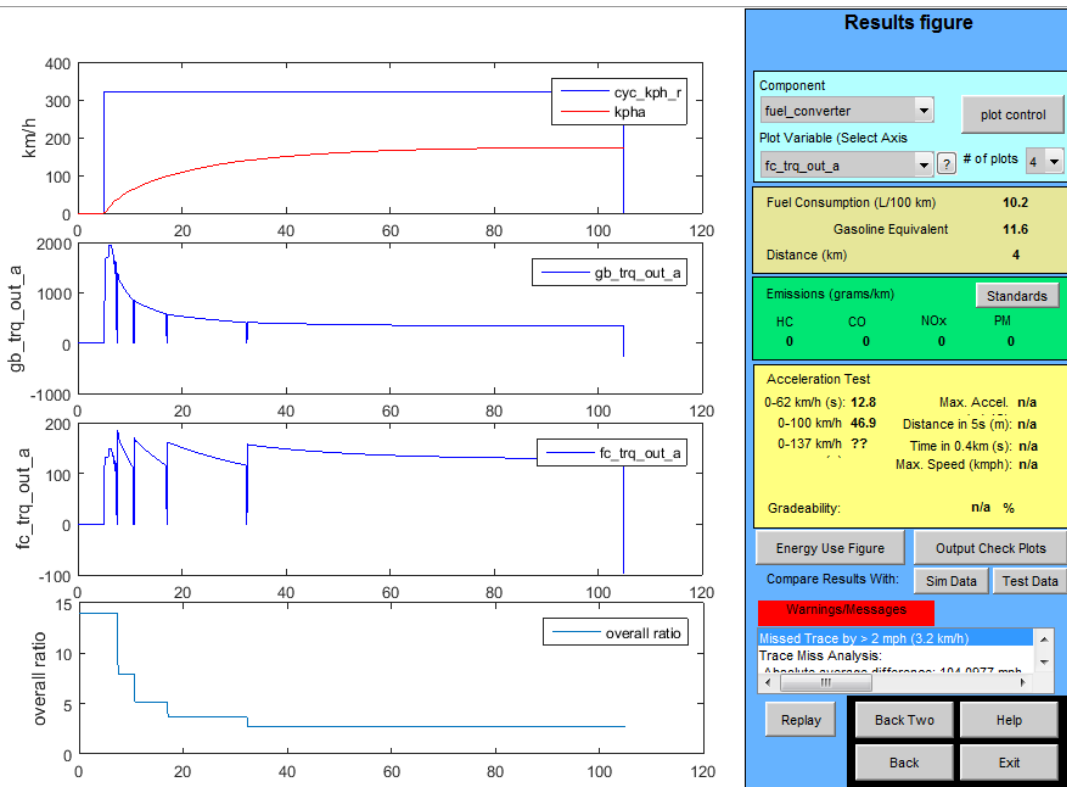 Results figure
400
300
200
100
0
km/h
cyc_kph_r
kpha
0 20 40 60 80 100 120
2000
1000
0
-1000
gb_trq_out_a
gb_trq_out_a
0 20 40 60 80 100 120
200
100
0
-100
fc_trq_out_a
fc_trq_out_a
0 20 40 60 80 100 120
15
10
5
0
overall ratio
overall ratio
0 20 40 60 80 100 120
Component
fuel_converter
plot control
Plot Variable (Select Axis
fc_trq_out_a ? # of plots 4
Fuel Consumption (L/100 km) 10.2
Gasoline Equivalent 11.6
Distance (km) 4
Emissions (grams/km) Standards
HC CO NOx PM
0 0 0 0
Acceleration Test
0-62 km/h (s): 12.8 Max. Accel. n/a
0-100 km/h 46.9 Distance in 5s (m): n/a
0-137 km/h ?? Time in 0.4km (s): n/a
Max. Speed (kmph): n/a
Gradeability: n/a %
Energy Use Figure Output Check Plots
Compare Results With: Sim Data Test Data
Warnings/Messages
Missed Trace by > 2 mph (3.2 km/h)
Trace Miss Analysis:
Absolute average difference: 104.0977 mph
Replay Back Two Help
Back Exit